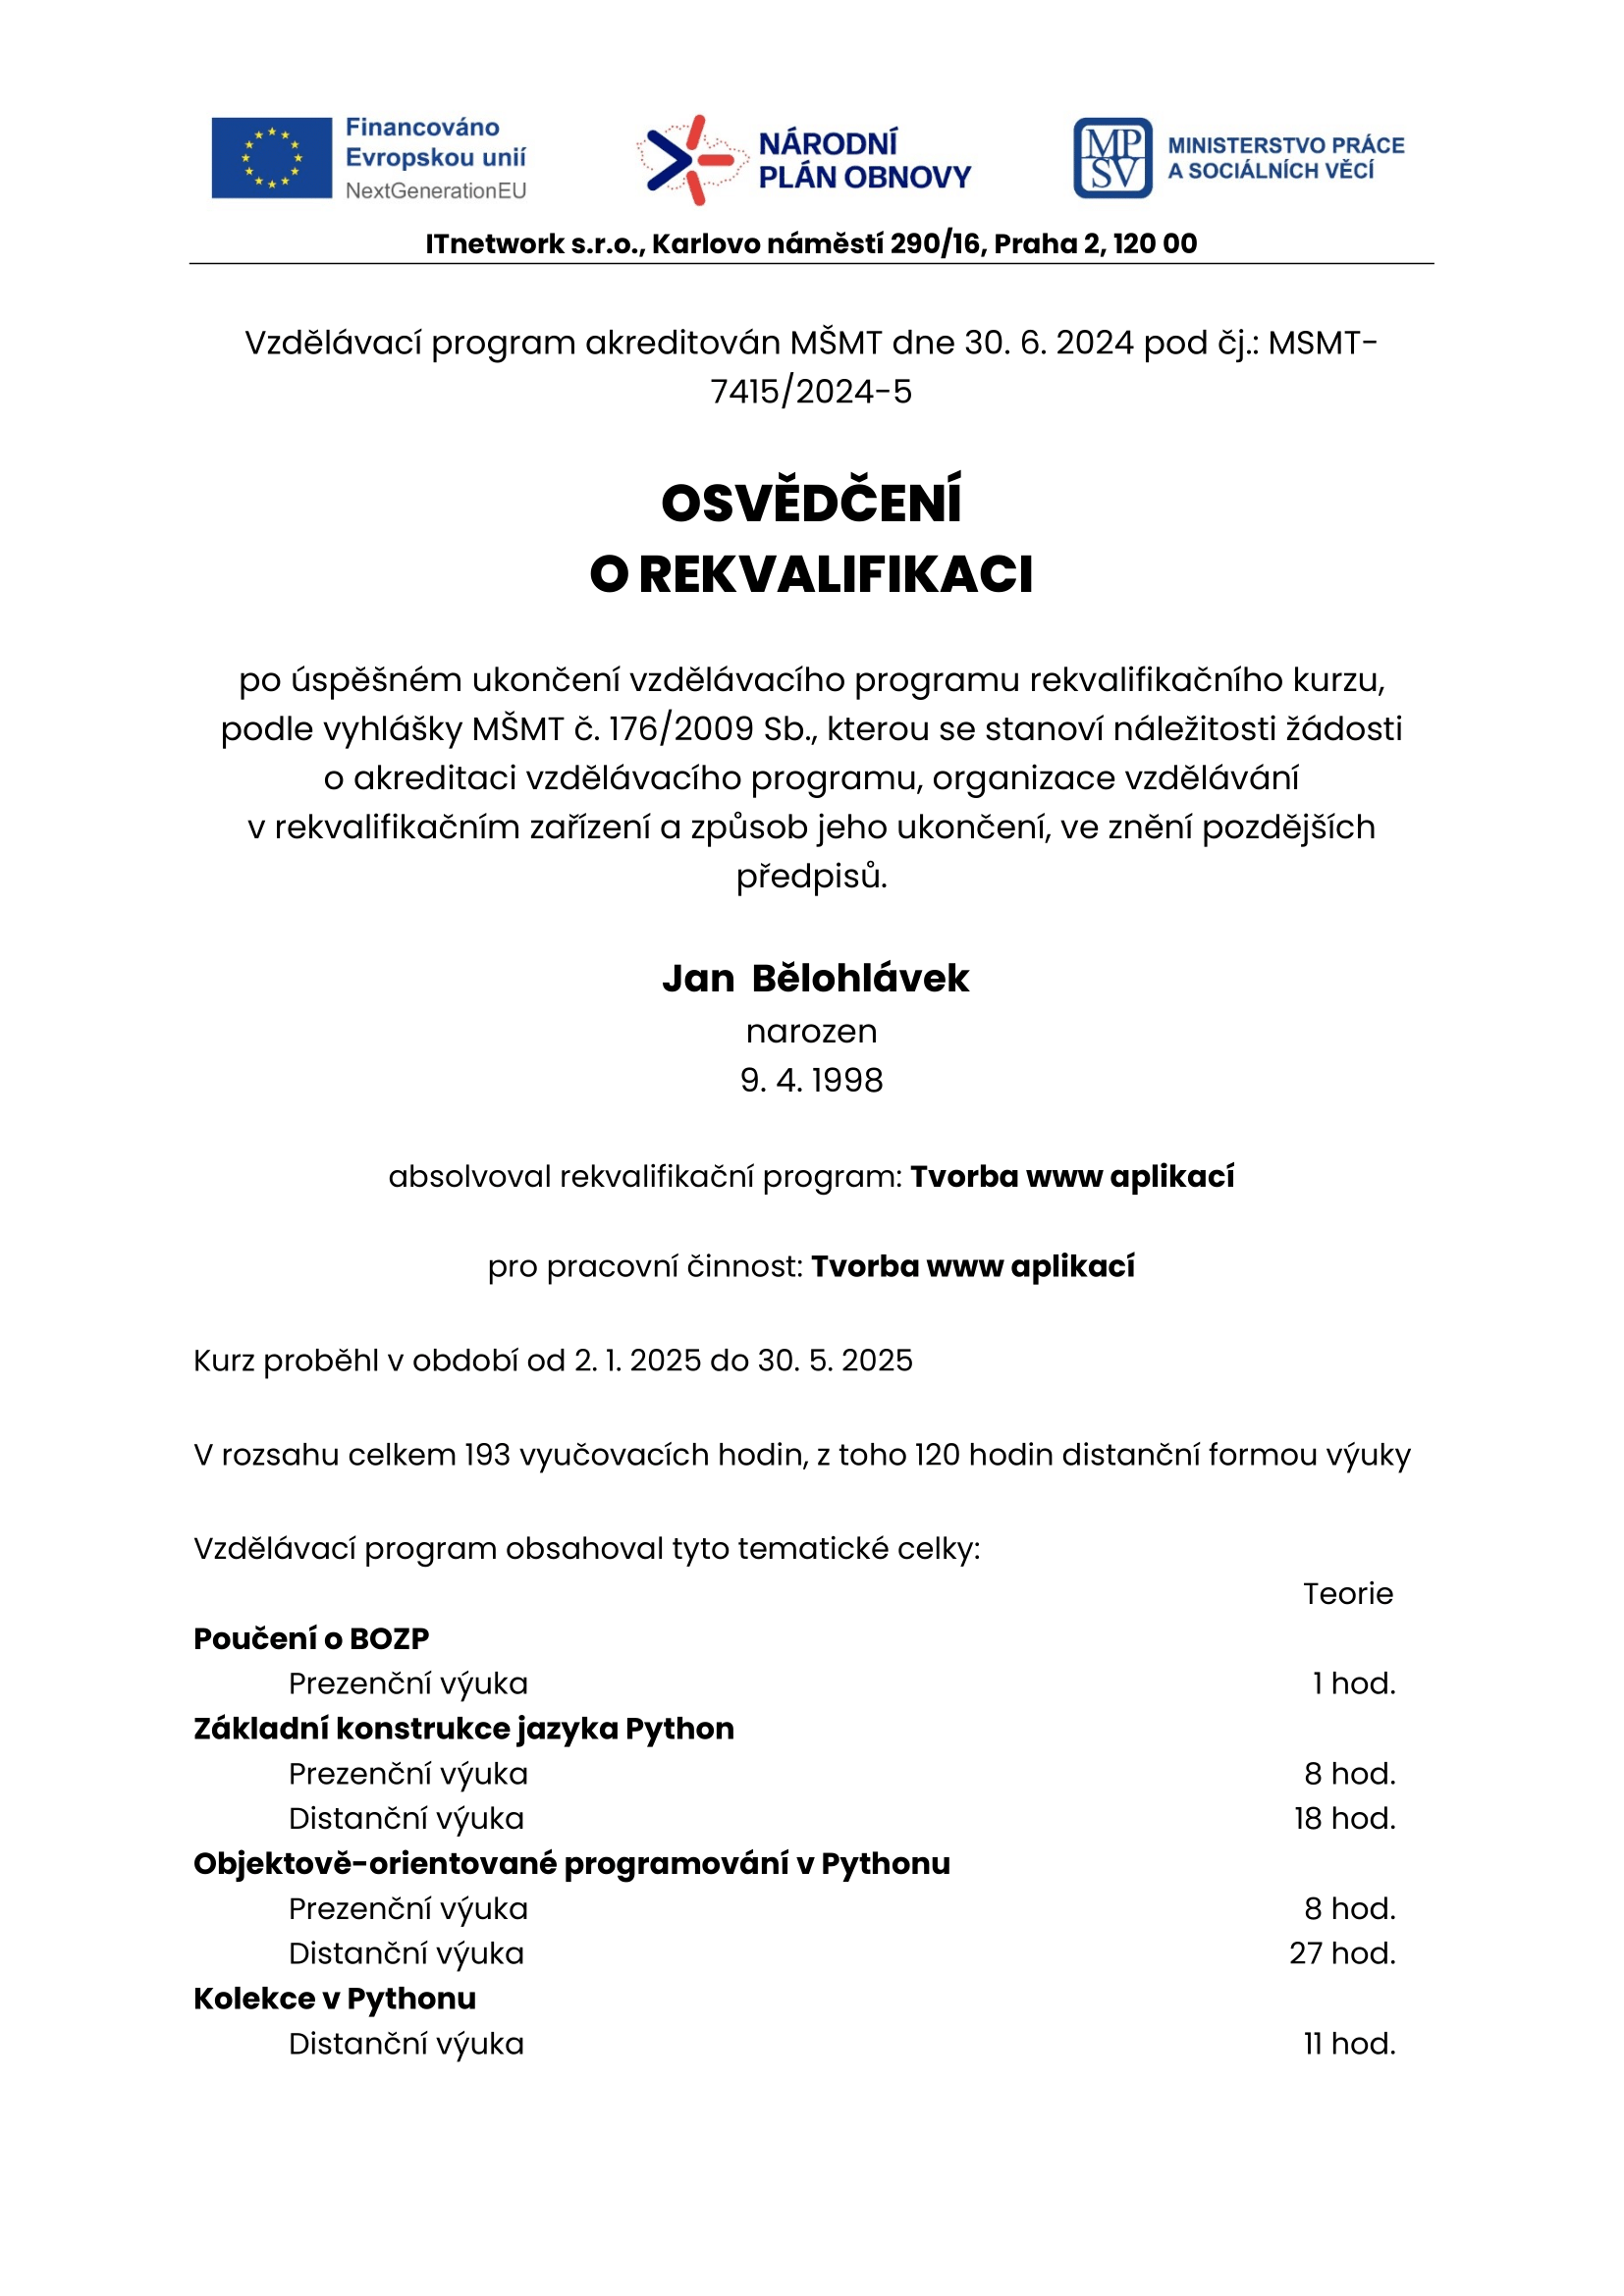 Financováno
Evropskou unií
NextGenerationEU
NÁRODNÍ
PLÁN OBNOVY
MPSV
MINISTERSTVO PRÁCE
A SOCIÁLNÍCH VĚCÍ
ITnetwork s.r.o., Karlovo náměstí 290/16, Praha 2, 120 00
Vzdělávací program akreditován MŠMT dne 30. 6. 2024 pod čj.: MSMT-
7415/2024-5
OSVĚDČENÍ
O REKVALIFIKACI
po úspěšném ukončení vzdělávacího programu rekvalifikačního kurzu,
podle vyhlášky MŠMT č. 176/2009 Sb., kterou se stanoví náležitosti žádosti
o akreditaci vzdělávacího programu, organizace vzdělávání
v rekvalifikačním zařízení a způsob jeho ukončení, ve znění pozdějších
předpisů.
Jan Bělohlávek
narozen
9. 4. 1998
absolvoval rekvalifikační program: Tvorba www aplikací
pro pracovní činnost: Tvorba www aplikací
Kurz proběhl v období od 2. 1. 2025 do 30. 5. 2025
V rozsahu celkem 193 vyučovacích hodin, z toho 120 hodin distanční formou výuky
Vzdělávací program obsahoval tyto tematické celky:
Teorie
Poučení o BOZP
Prezenční výuka 1 hod.
Základní konstrukce jazyka Python
Prezenční výuka 8 hod.
Distanční výuka 18 hod.
Objektově-orientované programování v Pythonu
Prezenční výuka 8 hod.
Distanční výuka 27 hod.
Kolekce v Pythonu
Distanční výuka 11 hod.